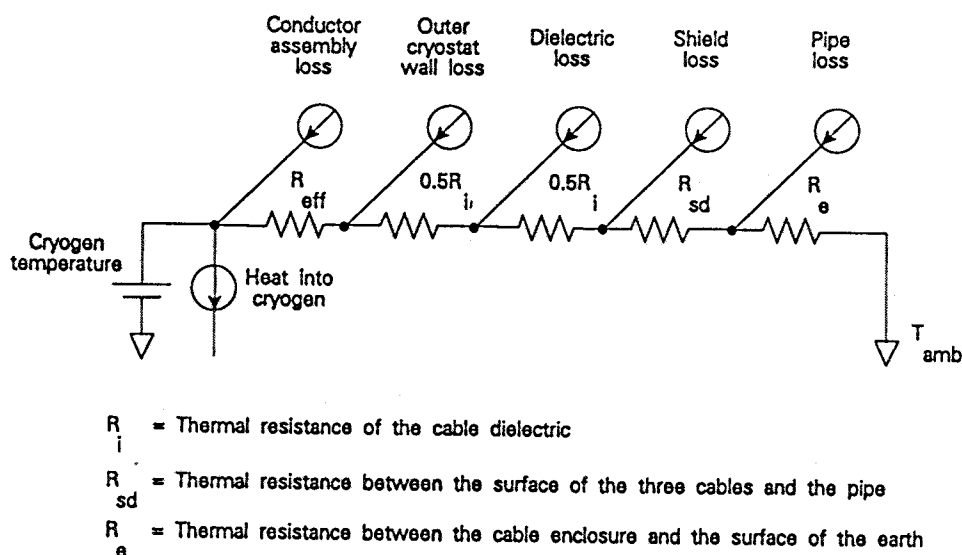 Conductor
assembly
loss
Outer
cryostat
wall loss
Dielectric
loss
Shield
loss
Pipe
loss
R
eff
0.5R
i
0.5R
i
R
sd
R
e
Cryogen
temperature
Heat into
cryogen
T
amb
R
i
= Thermal resistance of the cable dielectric
R
sd
= Thermal resistance between the surface of the three cables and the pipe
R
e
= Thermal resistance between the cable enclosure and the surface of the earth